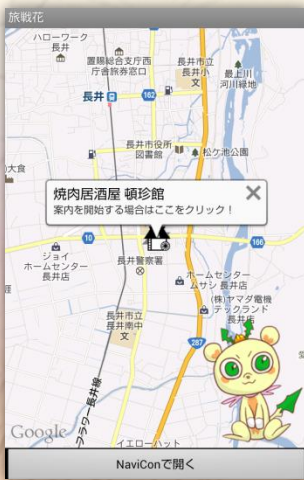 旅戦花
ハローワーク
長井
置賜総合支庁西
庁舎旅券窓口
長井市立
長井小
文
最上川
河川緑地
長井
162
長井市役所
図書館
松ケ池公園
大食
焼肉居酒屋 頓珍館
案内を開始する場合はここをクリック！
10
166
ジョイ
ホームセンター
長井店
長井警察署
ホームセンター
ムサシ 長井店
(株)ヤマダ電機
テックランド
長井店
長井市立
長井南中
文
287
フラワー長井線
Google
イエローハット
NaviConで開く